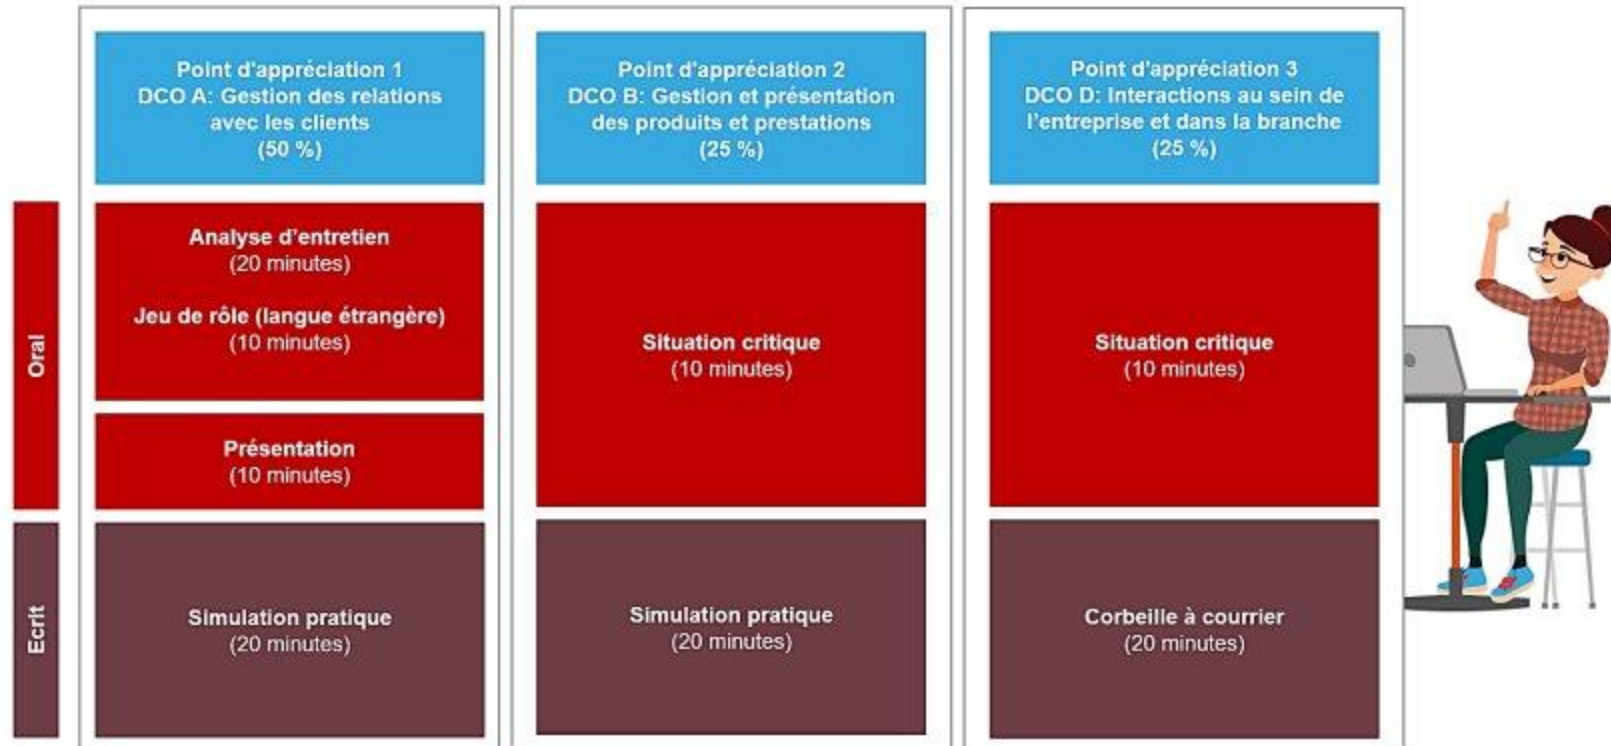 Point d'appréciation 1
DCO A: Gestion des relations
avec les clients
(50 %)
Point d'appréciation 2
DCO B: Gestion et présentation
des produits et prestations
(25 %)
Point d'appréciation 3
DCO D: Interactions au sein de
l'entreprise et dans la branche
(25 %)
Oral
Analyse d'entretien
(20 minutes)
Jeu de rôle (langue étrangère)
(10 minutes)
Présentation
(10 minutes)
Situation critique
(10 minutes)
Situation critique
(10 minutes)
Ecrit
Simulation pratique
(20 minutes)
Simulation pratique
(20 minutes)
Corbeille à courrier
(20 minutes)